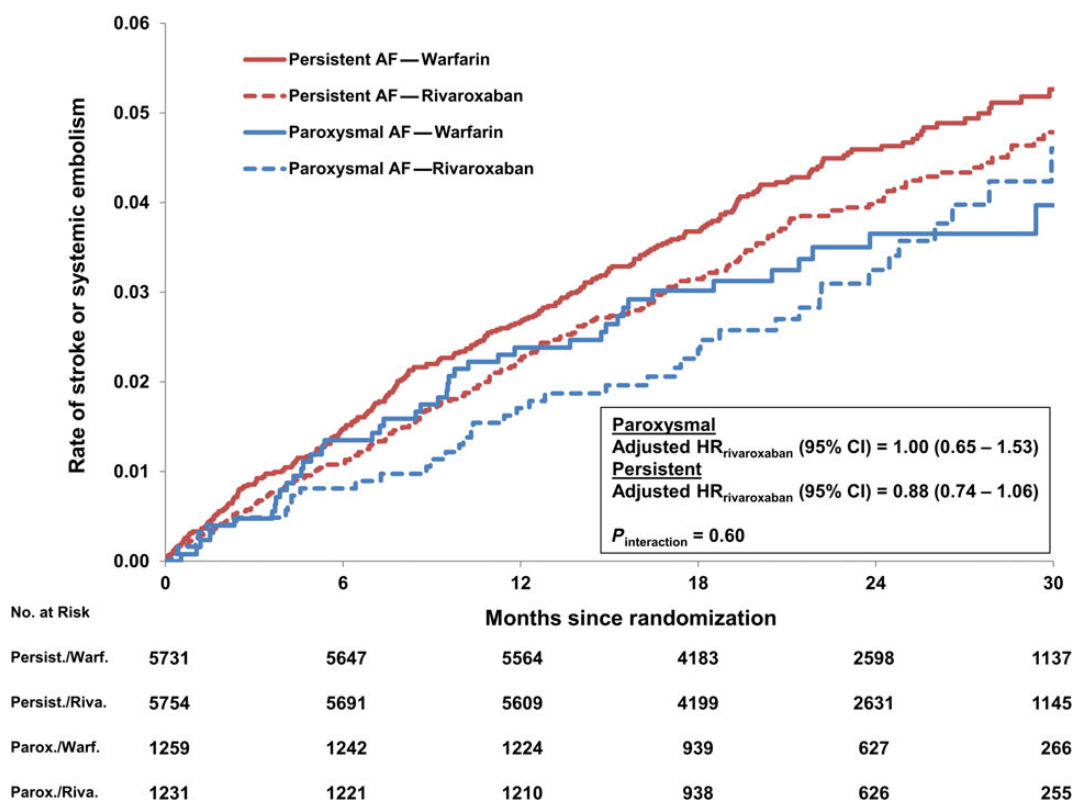 0.06
0.05
0.04
0.03
0.02
0.01
0.00
Rate of stroke or systemic embolism
Persistent AF — Warfarin
Persistent AF — Rivaroxaban
Paroxysmal AF — Warfarin
Paroxysmal AF — Rivaroxaban
Paroxysmal
Adjusted HRrivaroxaban (95% CI) = 1.00 (0.65 – 1.53)
Persistent
Adjusted HRrivaroxaban (95% CI) = 0.88 (0.74 – 1.06)
Pinteraction = 0.60
0 6 12 18 24 30
Months since randomization
No. at Risk
Persist./Warf. 5731 5647 5564 4183 2598 1137
Persist./Riva. 5754 5691 5609 4199 2631 1145
Parox./Warf. 1259 1242 1224 939 627 266
Parox./Riva. 1231 1221 1210 938 626 255